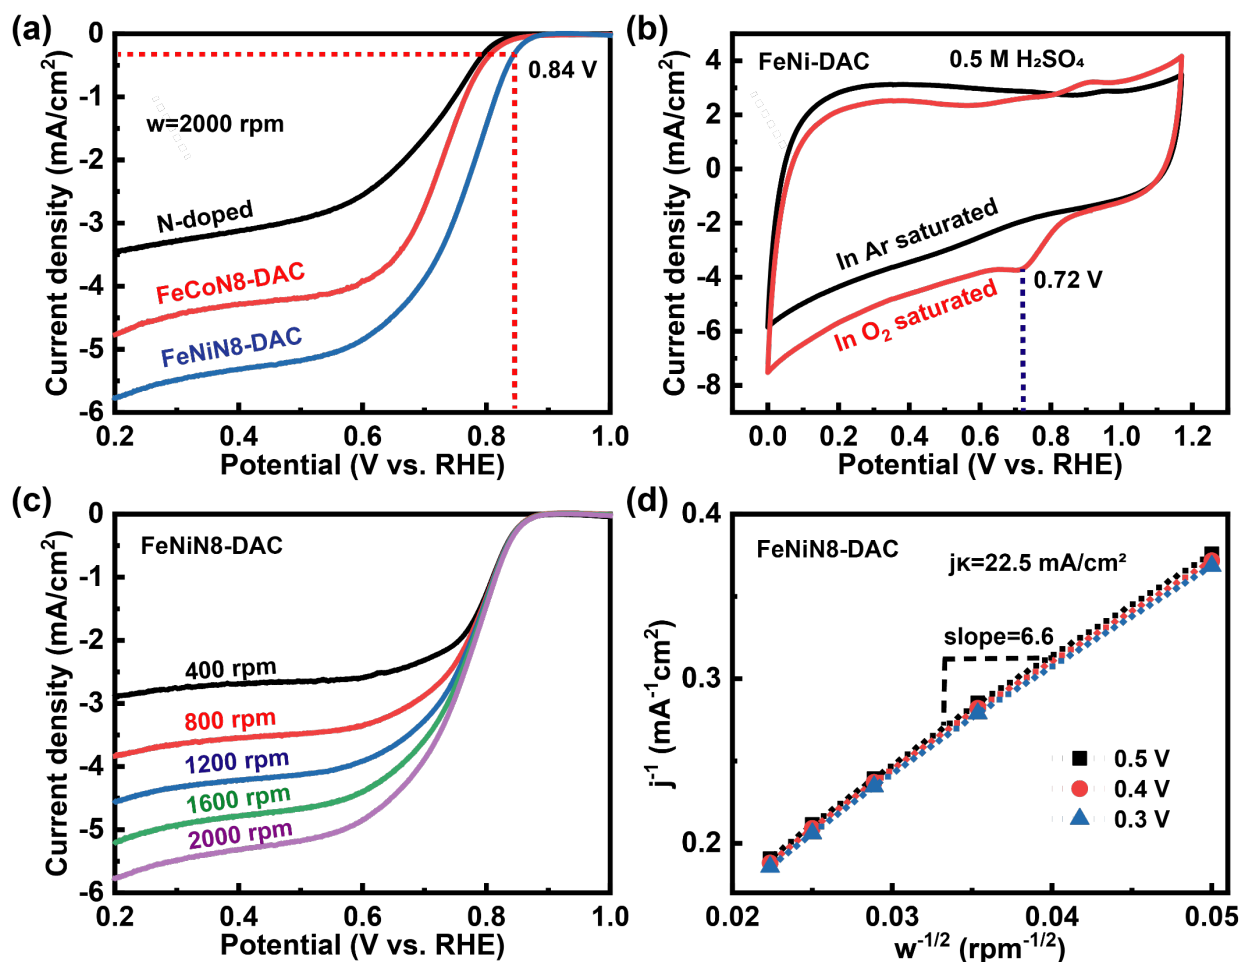 (a)
0
-1
-2
-3
-4
-5
-6
Current density (mA/cm²)
0.84 V
w=2000 rpm
N-doped
FeCoN8-DAC
FeNiN8-DAC
0.2 0.4 0.6 0.8 1.0
Potential (V vs. RHE)
(b)
4
2
0
-2
-4
-6
-8
Current density (mA/cm²)
FeNi-DAC
0.5 M H₂SO₄
In Ar saturated
In O₂ saturated
0.72 V
0.0 0.2 0.4 0.6 0.8 1.0 1.2
Potential (V vs. RHE)
(c)
0
-1
-2
-3
-4
-5
-6
Current density (mA/cm²)
FeNiN8-DAC
400 rpm
800 rpm
1200 rpm
1600 rpm
2000 rpm
0.2 0.4 0.6 0.8 1.0
Potential (V vs. RHE)
(d)
0.4
0.3
0.2
j⁻¹ (mA⁻¹cm²)
FeNiN8-DAC
jᴋ=22.5 mA/cm²
slope=6.6
0.5 V
0.4 V
0.3 V
0.02 0.03 0.04 0.05
w⁻¹/² (rpm⁻¹/²)